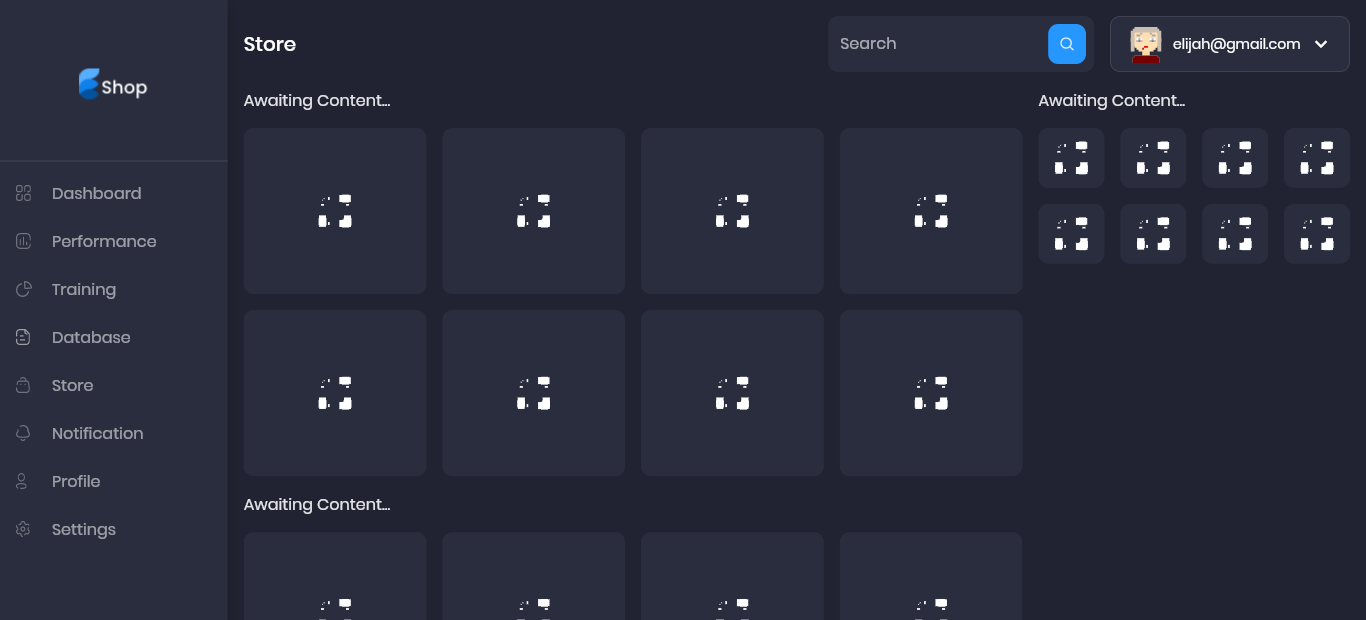 Shop
Dashboard
Performance
Training
Database
Store
Notification
Profile
Settings
Store
Search
elijah@gmail.com
Awaiting Content...
Awaiting Content...
Awaiting Content...